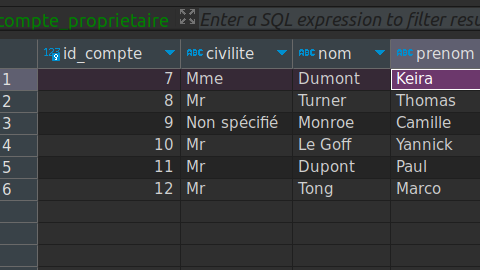 compte_proprietaire Enter a SQL expression to filter resu
123 id_compte ABC civilite ABC nom ABC prenom
1 7 Mme Dumont Keira
2 8 Mr Turner Thomas
3 9 Non spécifié Monroe Camille
4 10 Mr Le Goff Yannick
5 11 Mr Dupont Paul
6 12 Mr Tong Marco